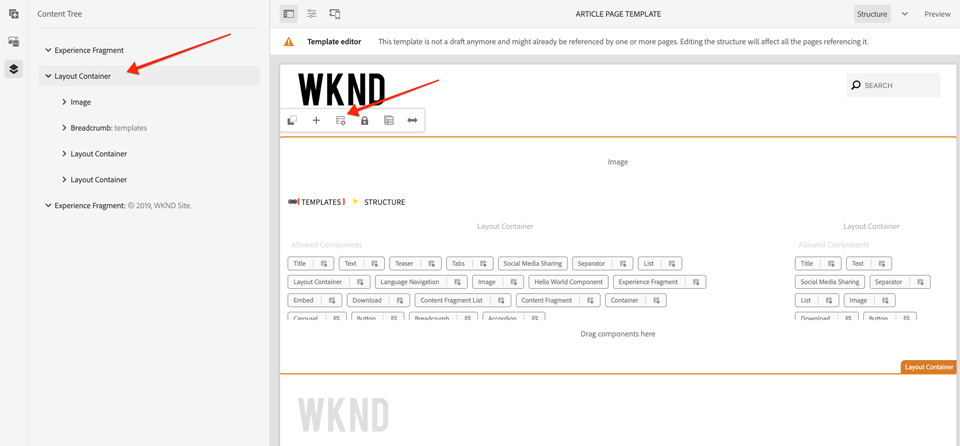 Content Tree
ARTICLE PAGE TEMPLATE
Structure
Preview
Experience Fragment
Layout Container
Image
Breadcrumb: templates
Layout Container
Layout Container
Experience Fragment: © 2019, WKND Site.
Template editor This template is not a draft anymore and might already be referenced by one or more pages. Editing the structure will affect all the pages referencing it.
WKND
SEARCH
Image
TEMPLATES STRUCTURE
Layout Container
Allowed Components
Title Text Teaser Tabs Social Media Sharing Separator List
Layout Container Language Navigation Image Hello World Component Experience Fragment
Embed Download Content Fragment List Content Fragment Container
Carousel Button Breadcrumb Accordion
Layout Container
Allowed Components
Title Text
Social Media Sharing Separator
List Image
Download Button
Drag components here
Layout Container
WKND